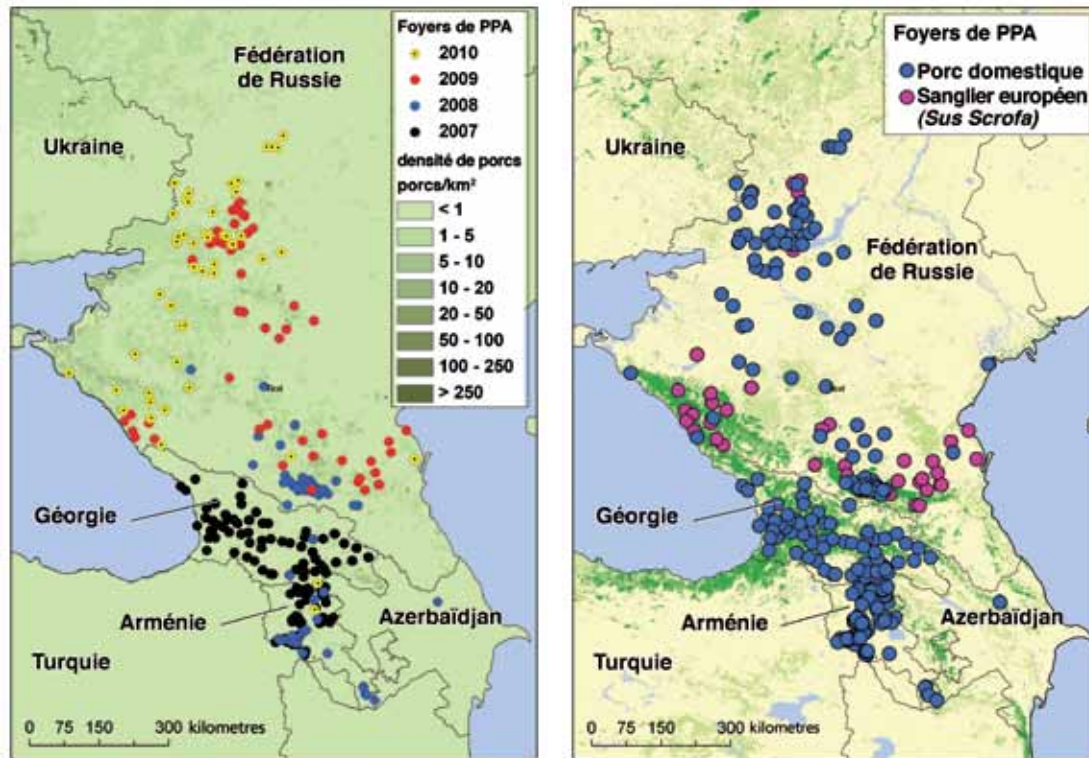 Foyers de PPA
2010
2009
2008
2007
densité de porcs
porcs/km²
< 1
1 - 5
5 - 10
10 - 20
20 - 50
50 - 100
100 - 250
> 250
Fédération
de Russie
Ukraine
Géorgie
Arménie
Azerbaïdjan
Turquie
0 75 150 300 kilometres
Foyers de PPA
Porc domestique
Sanglier européen
(Sus Scrofa)
Ukraine
Fédération
de Russie
Géorgie
Arménie
Azerbaïdjan
Turquie
0 75 150 300 kilometres